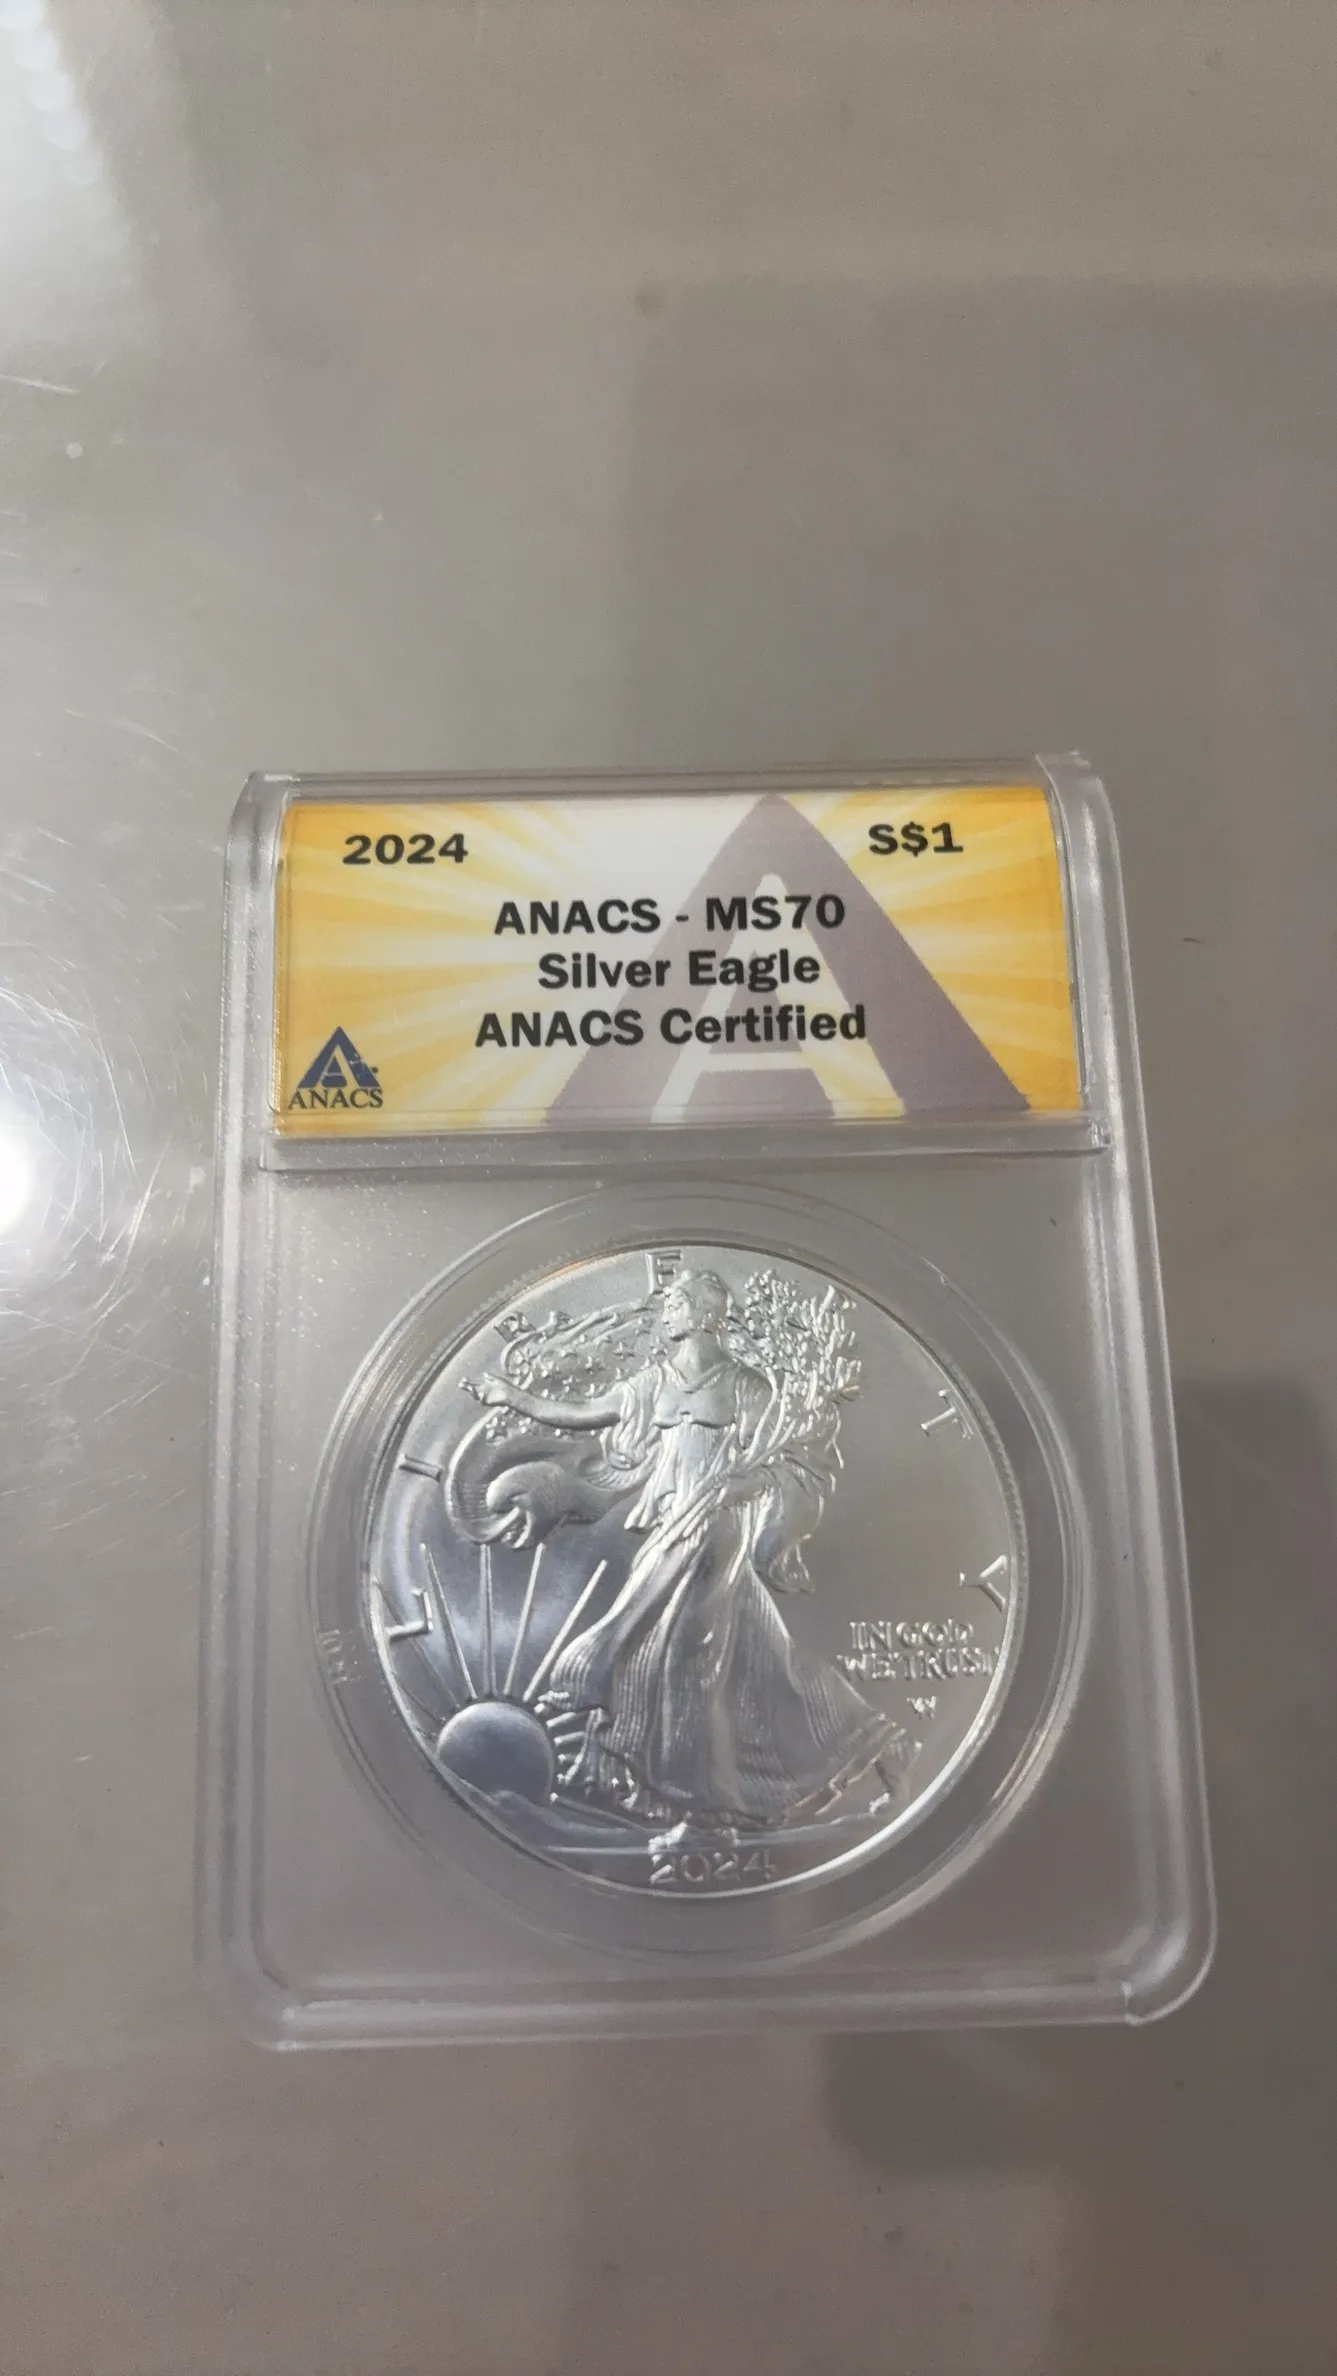 2024 S$1
ANACS - MS70
Silver Eagle
ANACS Certified
ANACS
LIBERTY
IN GOD
WE TRUST
W
2024